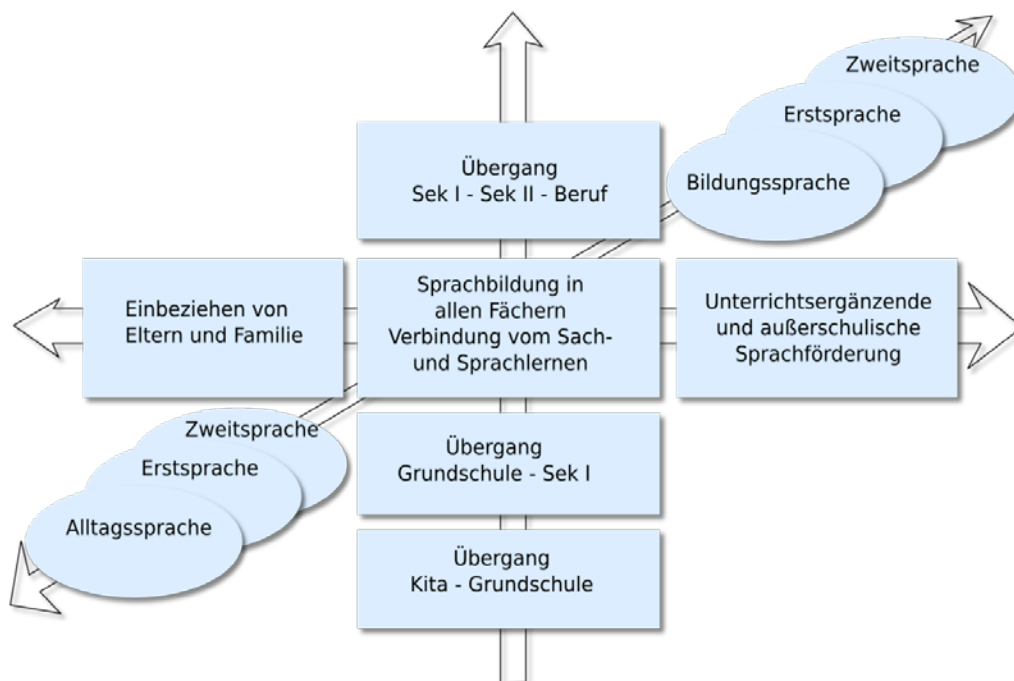 Zweitsprache
Erstsprache
Bildungssprache
Übergang
Sek I - Sek II - Beruf
Einbeziehen von
Eltern und Familie
Sprachbildung in
allen Fächern
Verbindung vom Sach-
und Sprachlernen
Unterrichtsergänzende
und außerschulische
Sprachförderung
Zweitsprache
Erstsprache
Alltagssprache
Übergang
Grundschule - Sek I
Übergang
Kita - Grundschule